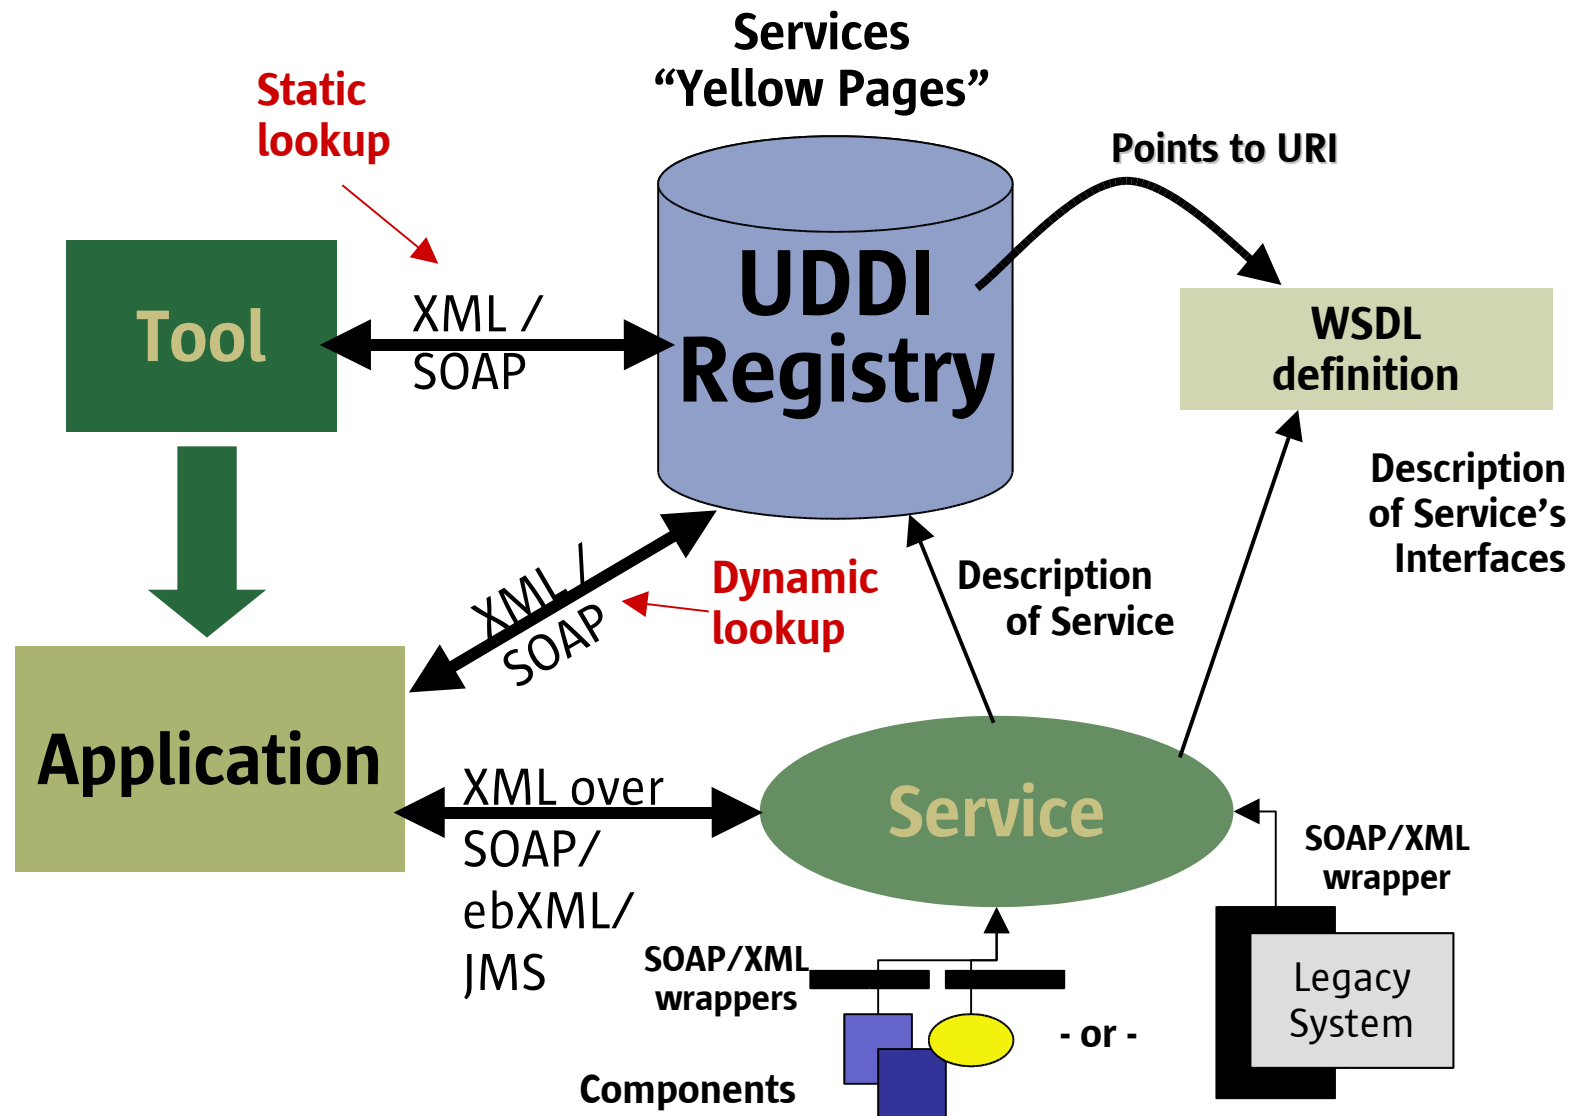 Services
“Yellow Pages”
Static
lookup
Points to URI
Tool
XML /
SOAP
UDDI
Registry
WSDL
definition
Description
of Service’s
Interfaces
XML /
SOAP
Dynamic
lookup
Description
of Service
Application
XML over
SOAP/
ebXML/
JMS
Service
SOAP/XML
wrapper
SOAP/XML
wrappers
Legacy
System
- or -
Components